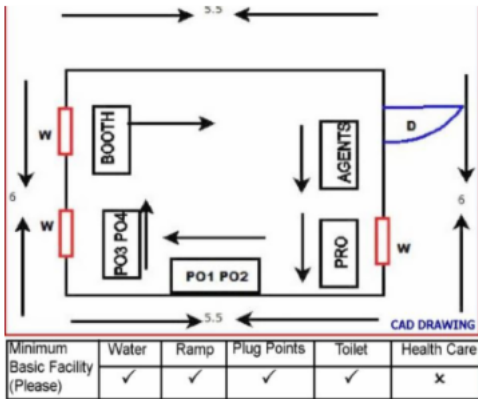 5.5
W
BOOTH
AGENTS
D
6
6
W
PO3 PO4
PO1 PO2
PRO
W
5.5
CAD DRAWING
Minimum Basic Facility (Please) Water Ramp Plug Points Toilet Health Care
✓ ✓ ✓ ✓ x